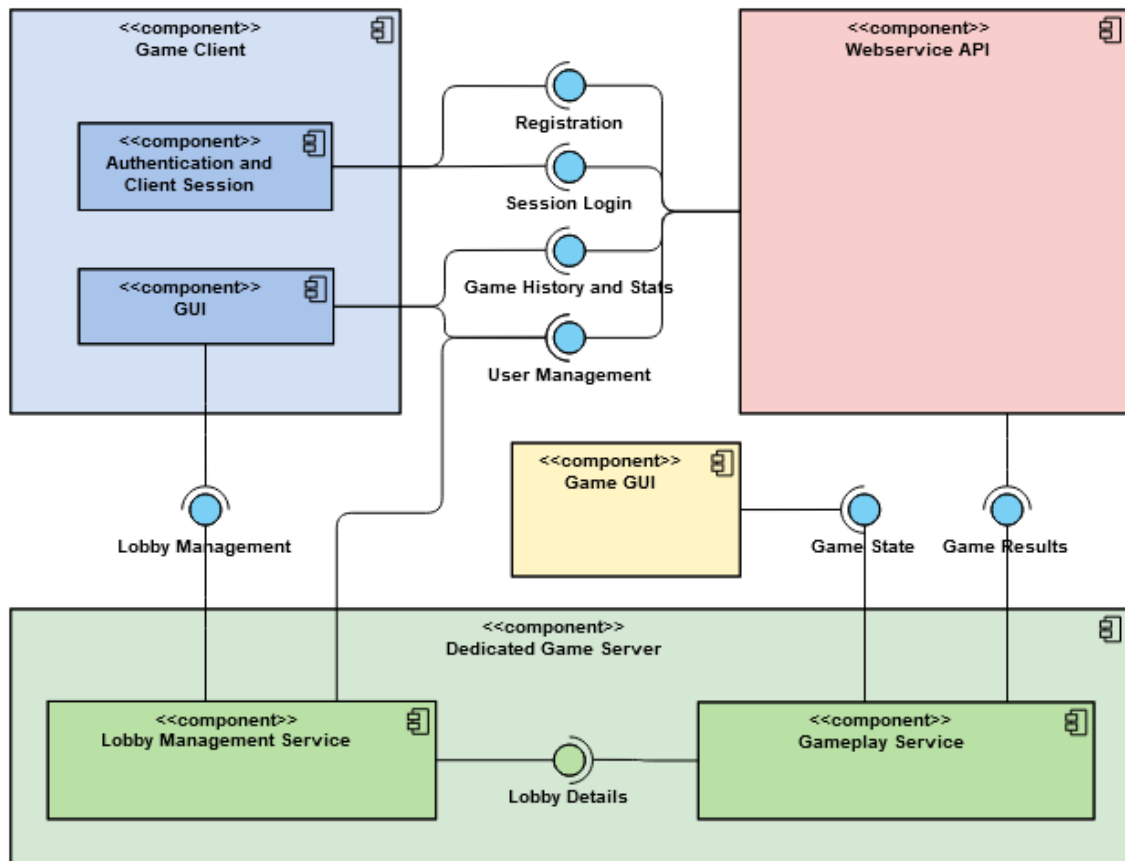 <<component>>
Game Client
<<component>>
Webservice API
Registration
<<component>>
Authentication and
Client Session
Session Login
<<component>>
GUI
Game History and Stats
User Management
<<component>>
Game GUI
Lobby Management
Game State
Game Results
<<component>>
Dedicated Game Server
<<component>>
Lobby Management Service
<<component>>
Gameplay Service
Lobby Details